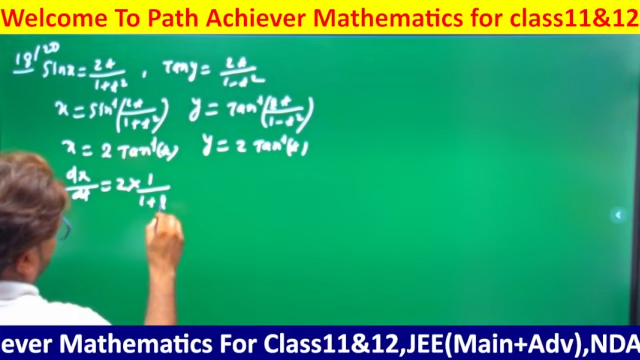 Welcome To Path Achiever Mathematics for class11&12
18/20 Sinx = 2t/(1+t²) , Tany = 2t/(1-t²)
x = Sin⁻¹(2t/(1+t²)) y = Tan⁻¹(2t/(1-t²))
x = 2 Tan⁻¹(t) y = 2 Tan⁻¹(t)
dx/dt = 2 × 1/(1+
ever Mathematics For Class11&12,JEE(Main+Adv),NDA